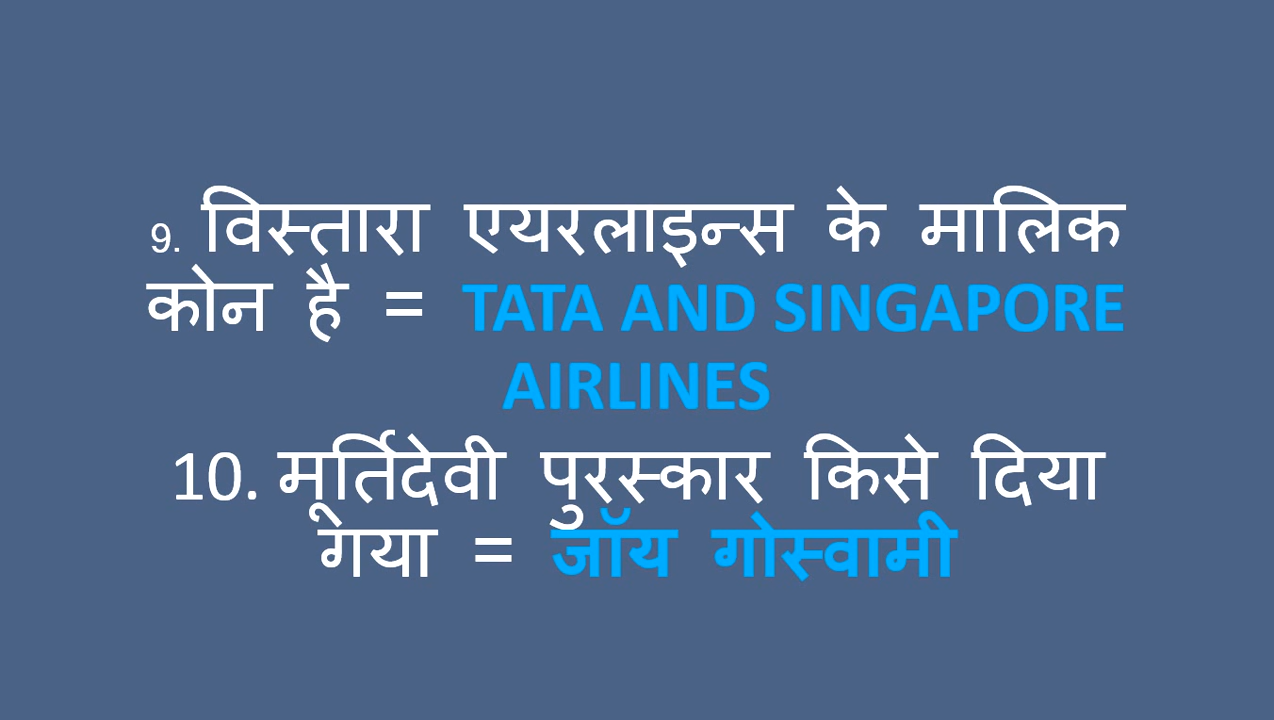 9. विस्तारा एयरलाइन्स के मालिक
कोन है = TATA AND SINGAPORE
AIRLINES
10. मूर्तिदेवी पुरस्कार किसे दिया
गया = जॉय गोस्वामी